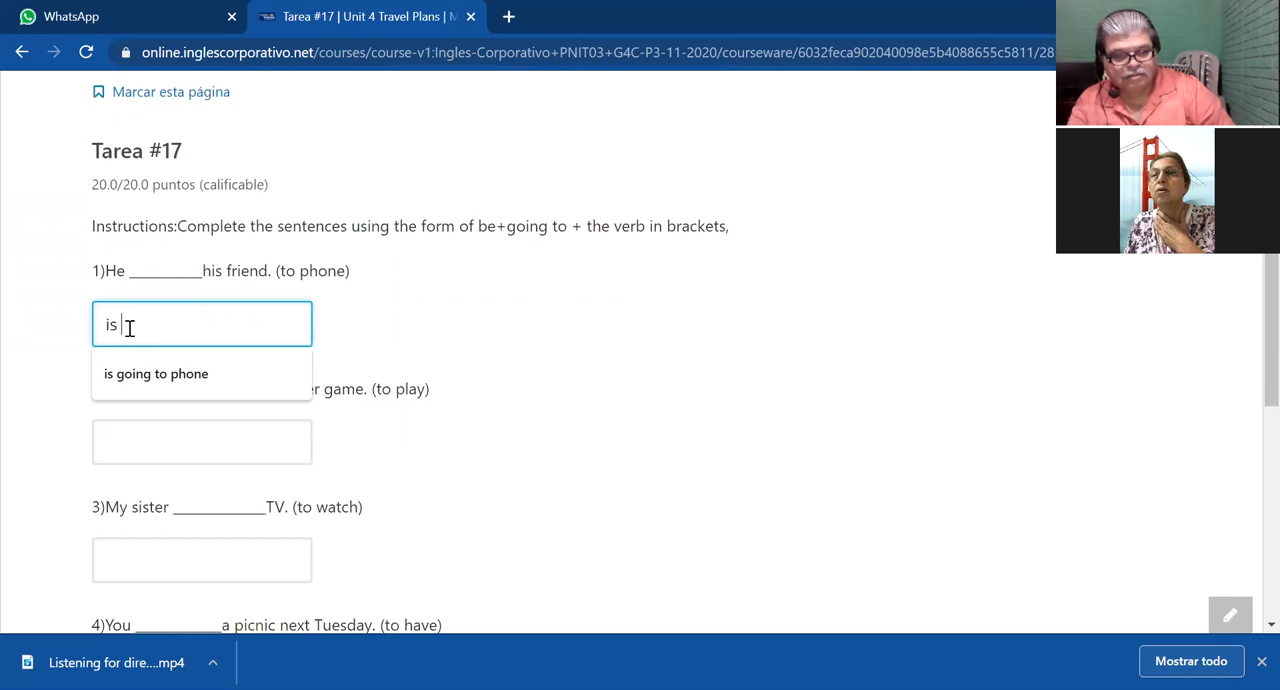 WhatsApp
Tarea #17 | Unit 4 Travel Plans | M
online.inglescorporativo.net/courses/course-v1:Ingles-Corporativo+PNIT03+G4C-P3-11-2020/courseware/6032feca902040098e5b4088655c5811/28
Marcar esta página
Tarea #17
20.0/20.0 puntos (calificable)
Instructions:Complete the sentences using the form of be+going to + the verb in brackets,
1)He __________his friend. (to phone)
is
is going to phone
er game. (to play)
3)My sister _____________TV. (to watch)
4)You ____________a picnic next Tuesday. (to have)
Listening for dire....mp4
Mostrar todo